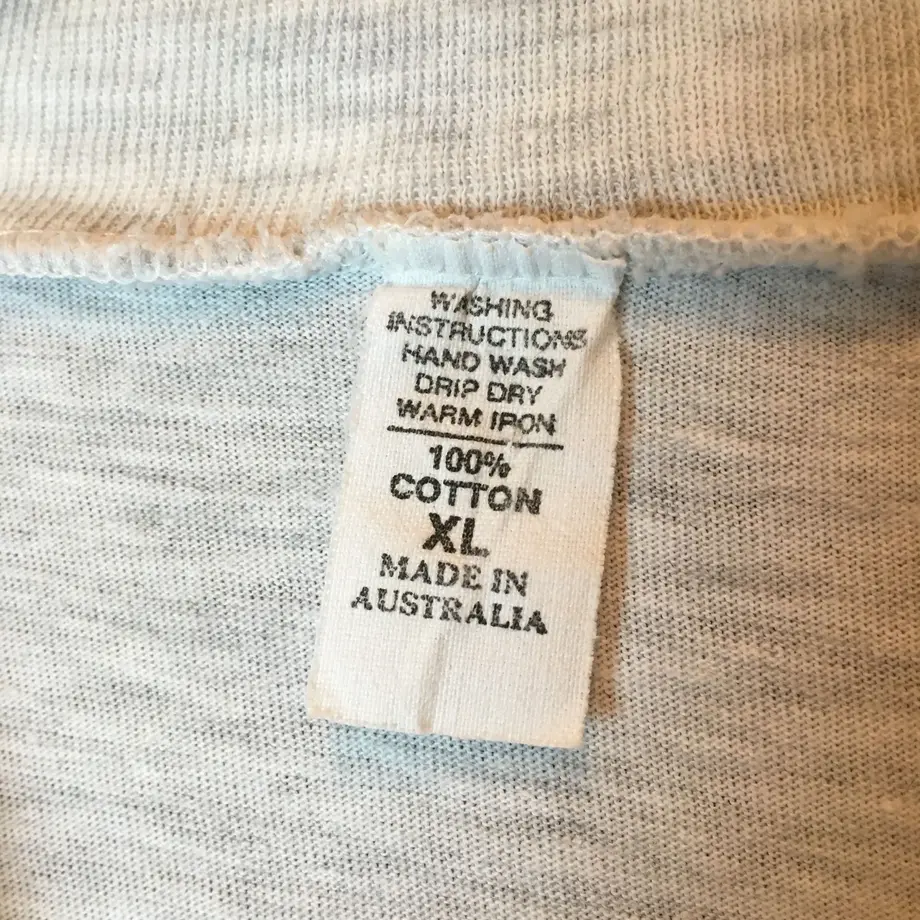 WASHING
INSTRUCTIONS
HAND WASH
DRIP DRY
WARM IRON
100%
COTTON
XL
MADE IN
AUSTRALIA